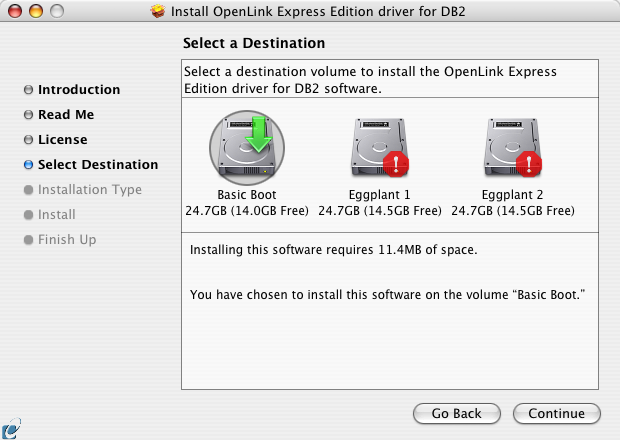 Install OpenLink Express Edition driver for DB2
Select a Destination
Introduction
Read Me
License
Select Destination
Installation Type
Install
Finish Up
Select a destination volume to install the OpenLink Express
Edition driver for DB2 software.
Basic Boot
24.7GB (14.0GB Free)
Eggplant 1
24.7GB (14.5GB Free)
Eggplant 2
24.7GB (14.5GB Free)
Installing this software requires 11.4MB of space.
You have chosen to install this software on the volume “Basic Boot.”
Go Back
Continue